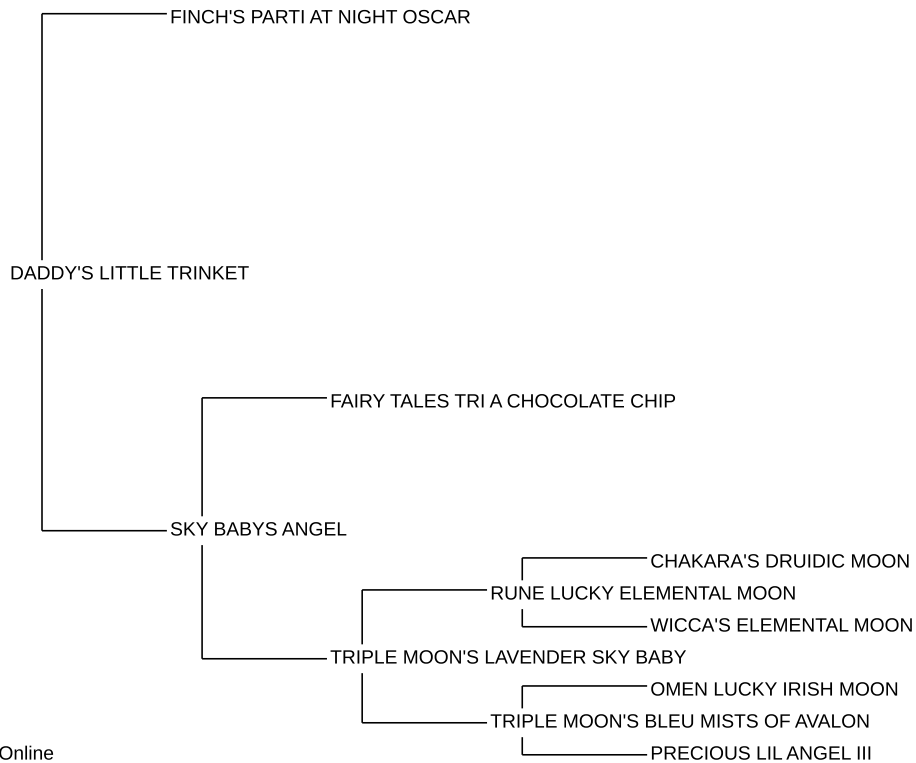 FINCH'S PARTI AT NIGHT OSCAR
DADDY'S LITTLE TRINKET
FAIRY TALES TRI A CHOCOLATE CHIP
SKY BABYS ANGEL
CHAKARA'S DRUIDIC MOON
RUNE LUCKY ELEMENTAL MOON
WICCA'S ELEMENTAL MOON
TRIPLE MOON'S LAVENDER SKY BABY
OMEN LUCKY IRISH MOON
TRIPLE MOON'S BLEU MISTS OF AVALON
PRECIOUS LIL ANGEL III
Online